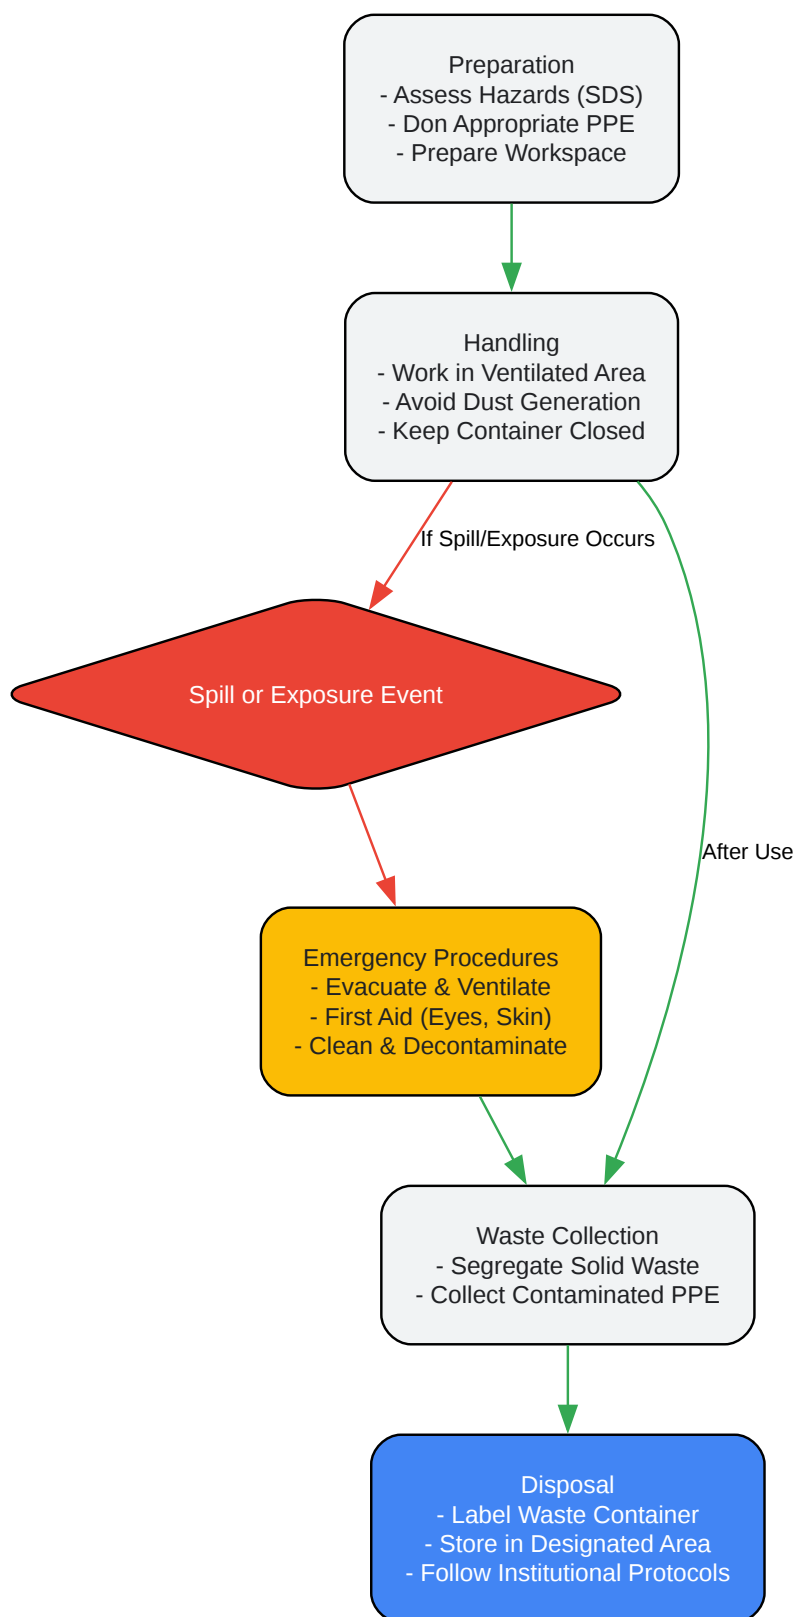 Preparation
- Assess Hazards (SDS)
- Don Appropriate PPE
- Prepare Workspace
Handling
- Work in Ventilated Area
- Avoid Dust Generation
- Keep Container Closed
If Spill/Exposure Occurs
Spill or Exposure Event
After Use
Emergency Procedures
- Evacuate & Ventilate
- First Aid (Eyes, Skin)
- Clean & Decontaminate
Waste Collection
- Segregate Solid Waste
- Collect Contaminated PPE
Disposal
- Label Waste Container
- Store in Designated Area
- Follow Institutional Protocols